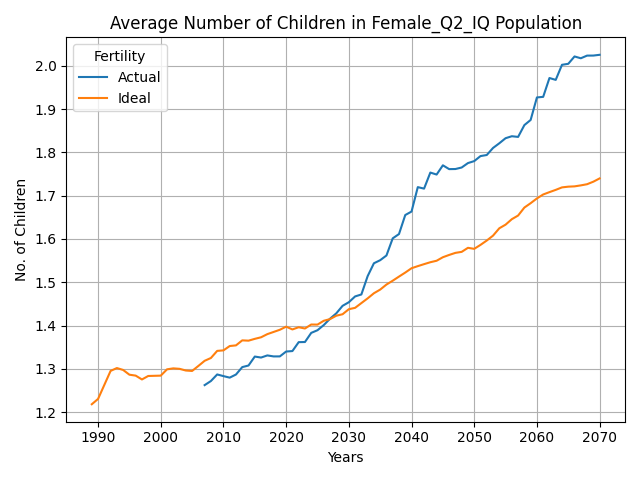 Average Number of Children in Female_Q2_IQ Population
Fertility
Actual
Ideal
No. of Children
2.0
1.9
1.8
1.7
1.6
1.5
1.4
1.3
1.2
1990 2000 2010 2020 2030 2040 2050 2060 2070
Years